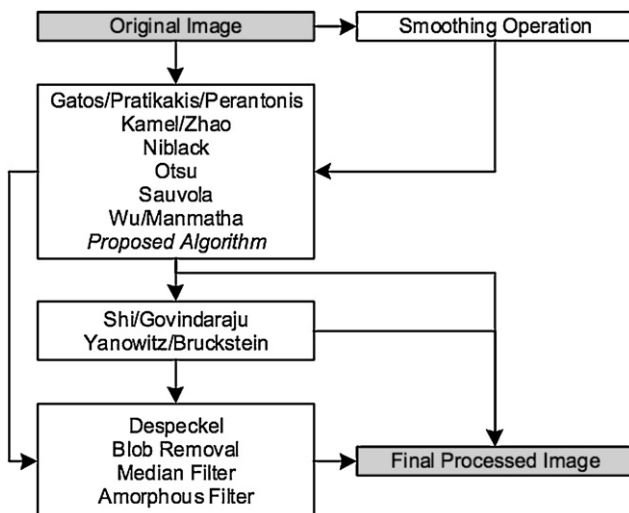 Original Image
Smoothing Operation
Gatos/Pratikakis/Perantonis
Kamel/Zhao
Niblack
Otsu
Sauvola
Wu/Manmatha
Proposed Algorithm
Shi/Govindaraju
Yanowitz/Bruckstein
Despeckel
Blob Removal
Median Filter
Amorphous Filter
Final Processed Image